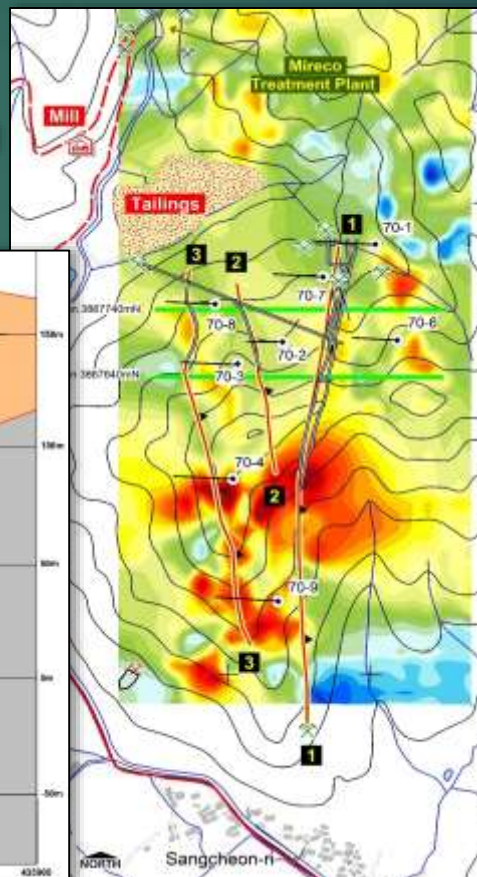 Mireco
Treatment Plant
Mill
Tailings
1
70-1
3
2
70-7
3867740mN
70-8
70-6
70-2
3867640mN
70-3
70-4
2
70-9
3
1
NORTH
Sangcheon-ri
150m
100m
50m
0m
-50m